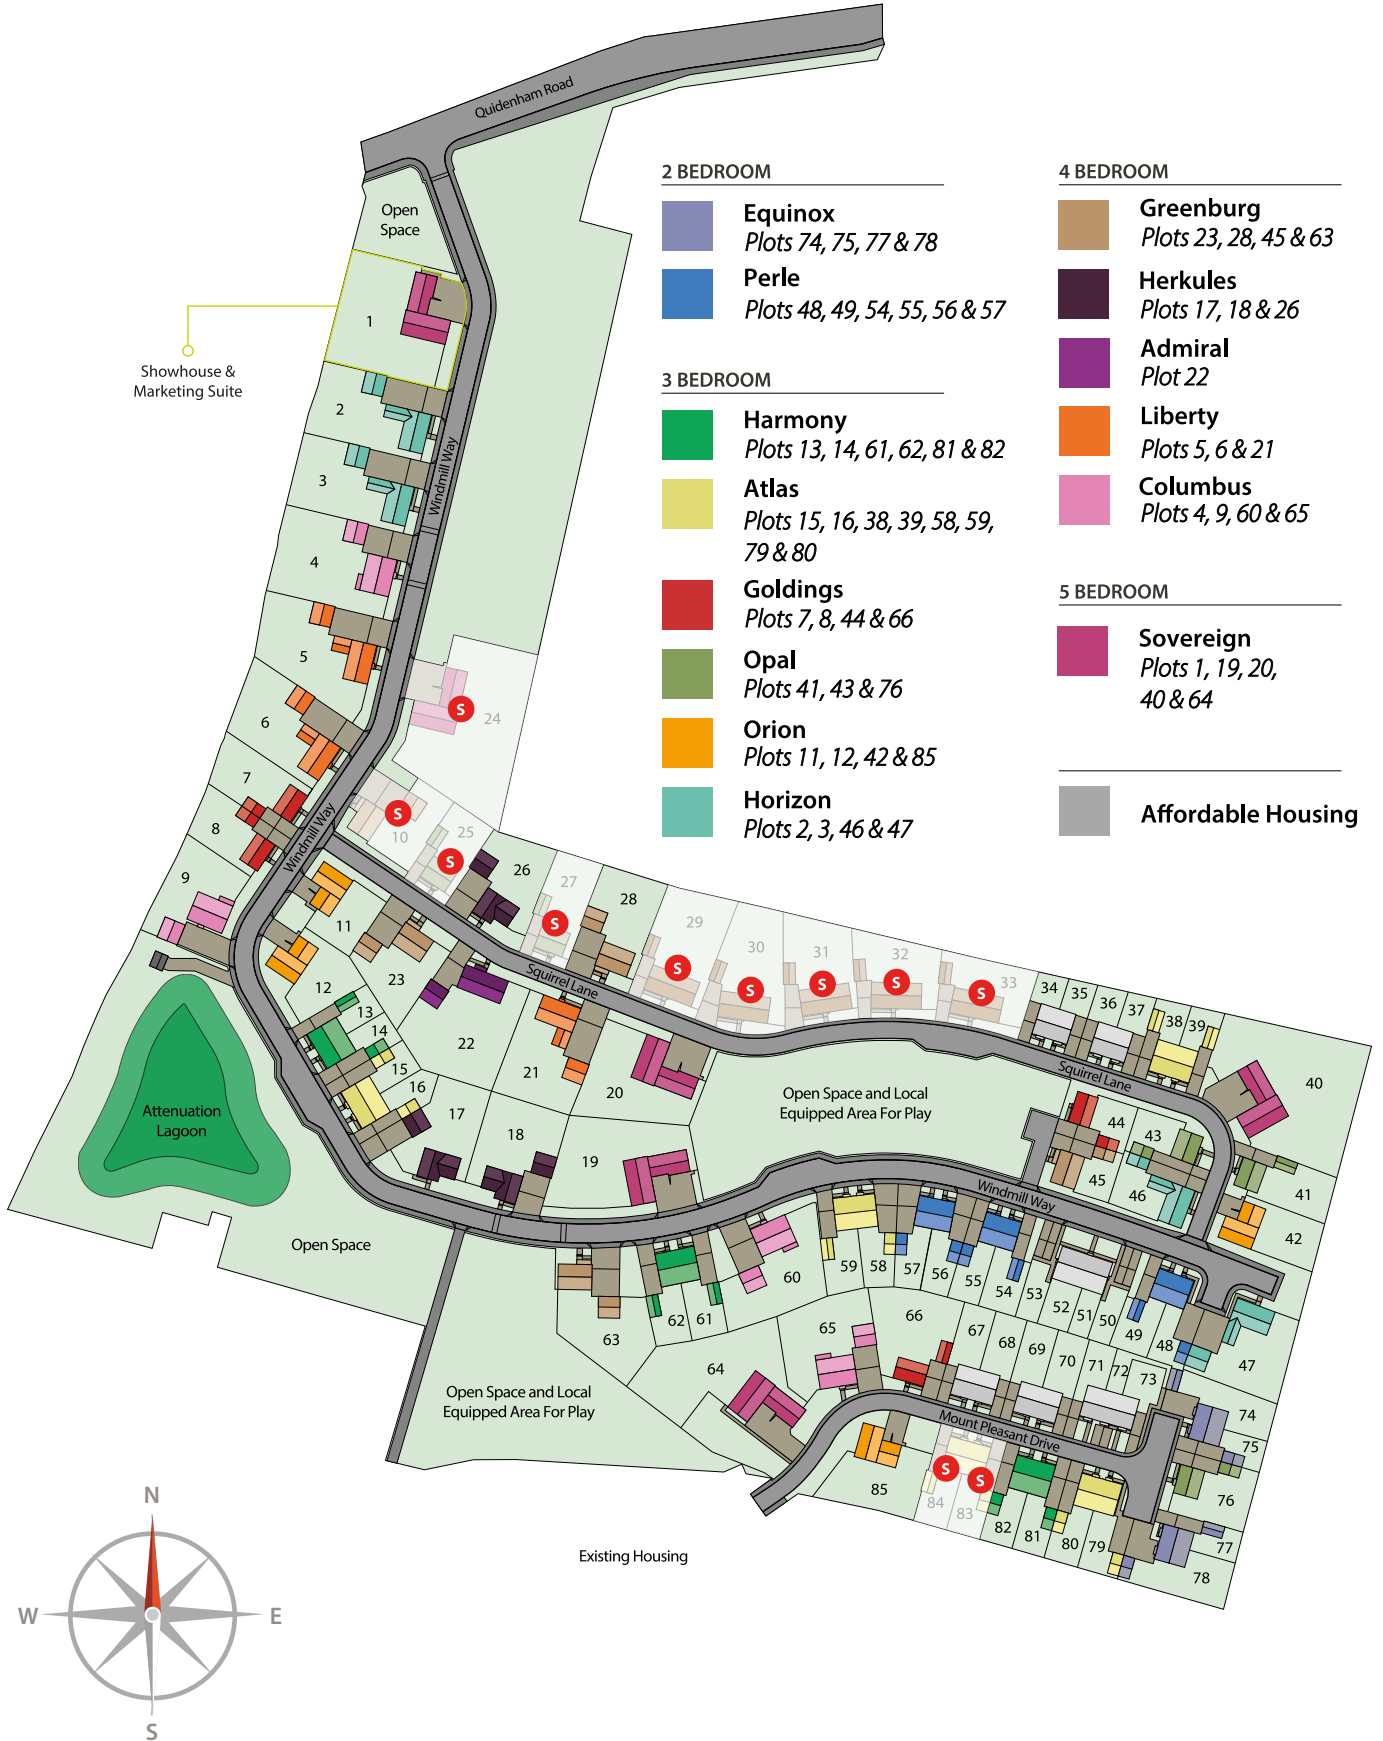 Quidenham Road
Open
Space
1
Showhouse &
Marketing Suite
2
3
4
5
6
7
8
9
Windmill Way
Windmill Way
2 BEDROOM
Equinox
Plots 74, 75, 77 & 78
Perle
Plots 48, 49, 54, 55, 56 & 57
3 BEDROOM
Harmony
Plots 13, 14, 61, 62, 81 & 82
Atlas
Plots 15, 16, 38, 39, 58, 59,
79 & 80
Goldings
Plots 7, 8, 44 & 66
Opal
Plots 41, 43 & 76
Orion
Plots 11, 12, 42 & 85
Horizon
Plots 2, 3, 46 & 47
4 BEDROOM
Greenburg
Plots 23, 28, 45 & 63
Herkules
Plots 17, 18 & 26
Admiral
Plot 22
Liberty
Plots 5, 6 & 21
Columbus
Plots 4, 9, 60 & 65
5 BEDROOM
Sovereign
Plots 1, 19, 20,
40 & 64
Affordable Housing
S
24
S
10
25
S
26
27
S
28
29
S
30
S
31
S
32
S
33
S
34
35
36
37
38
39
40
Squirrel Lane
Squirrel Lane
11
12
13
14
15
16
17
18
19
20
21
22
23
Attenuation
Lagoon
Open Space
Open Space and Local
Equipped Area For Play
44
43
45
46
41
42
Windmill Way
63
62
61
60
59
58
57
56
55
54
53
52
51
50
49
48
47
64
65
66
67
68
69
70
71
72
73
74
75
76
77
78
Open Space and Local
Equipped Area For Play
Mount Pleasant Drive
85
S
S
84
83
82
81
80
79
Existing Housing
N
W
E
S